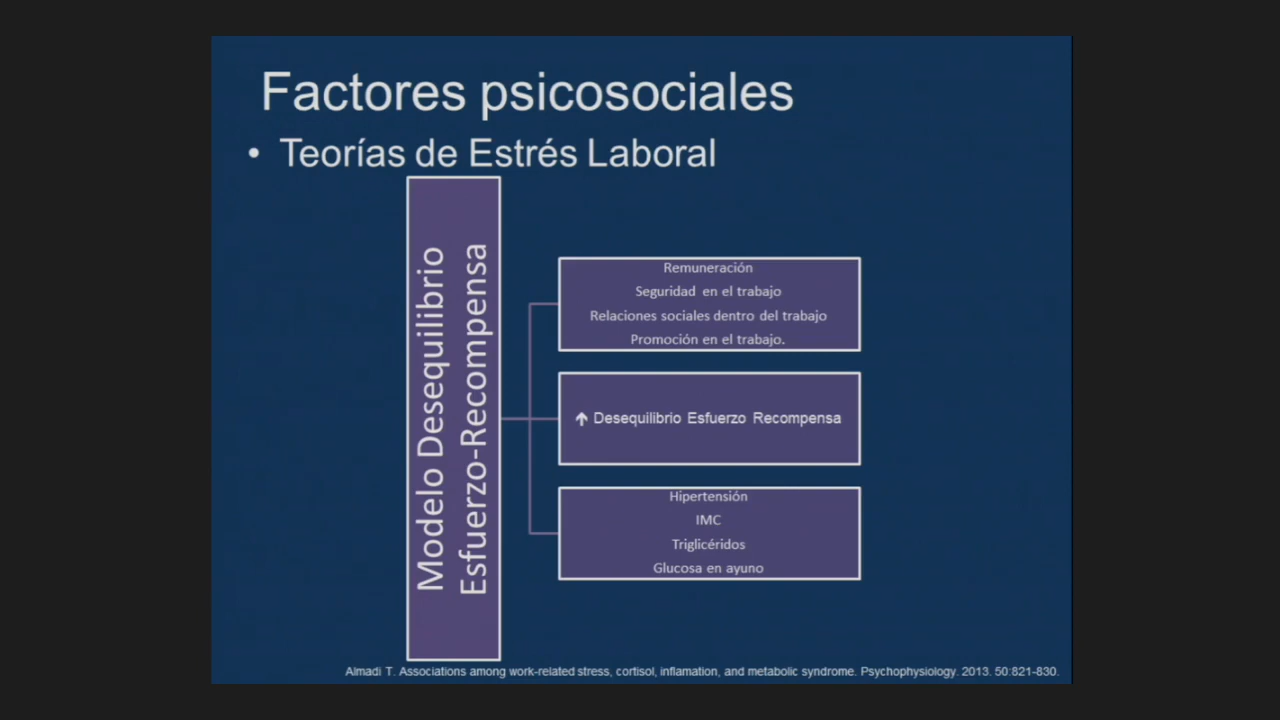 Factores psicosociales
• Teorías de Estrés Laboral
Modelo Desequilibrio
Esfuerzo-Recompensa
Remuneración
Seguridad en el trabajo
Relaciones sociales dentro del trabajo
Promoción en el trabajo.
↑ Desequilibrio Esfuerzo Recompensa
Hipertensión
IMC
Triglicéridos
Glucosa en ayuno
Almadi T. Associations among work-related stress, cortisol, inflamation, and metabolic syndrome. Psychophysiology. 2013. 50:821-830.